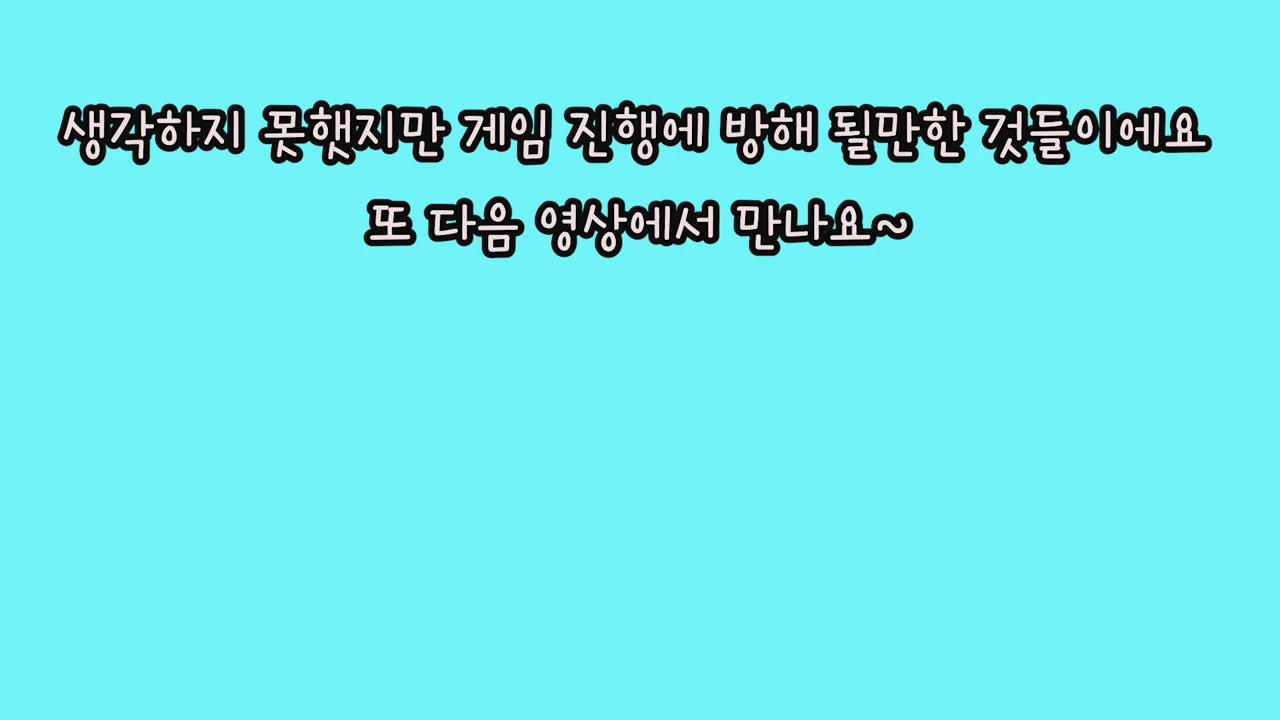 생각하지 못햇지만 게임 진행에 방해 될만한 것들이에요
또 다음 영상에서 만나요~